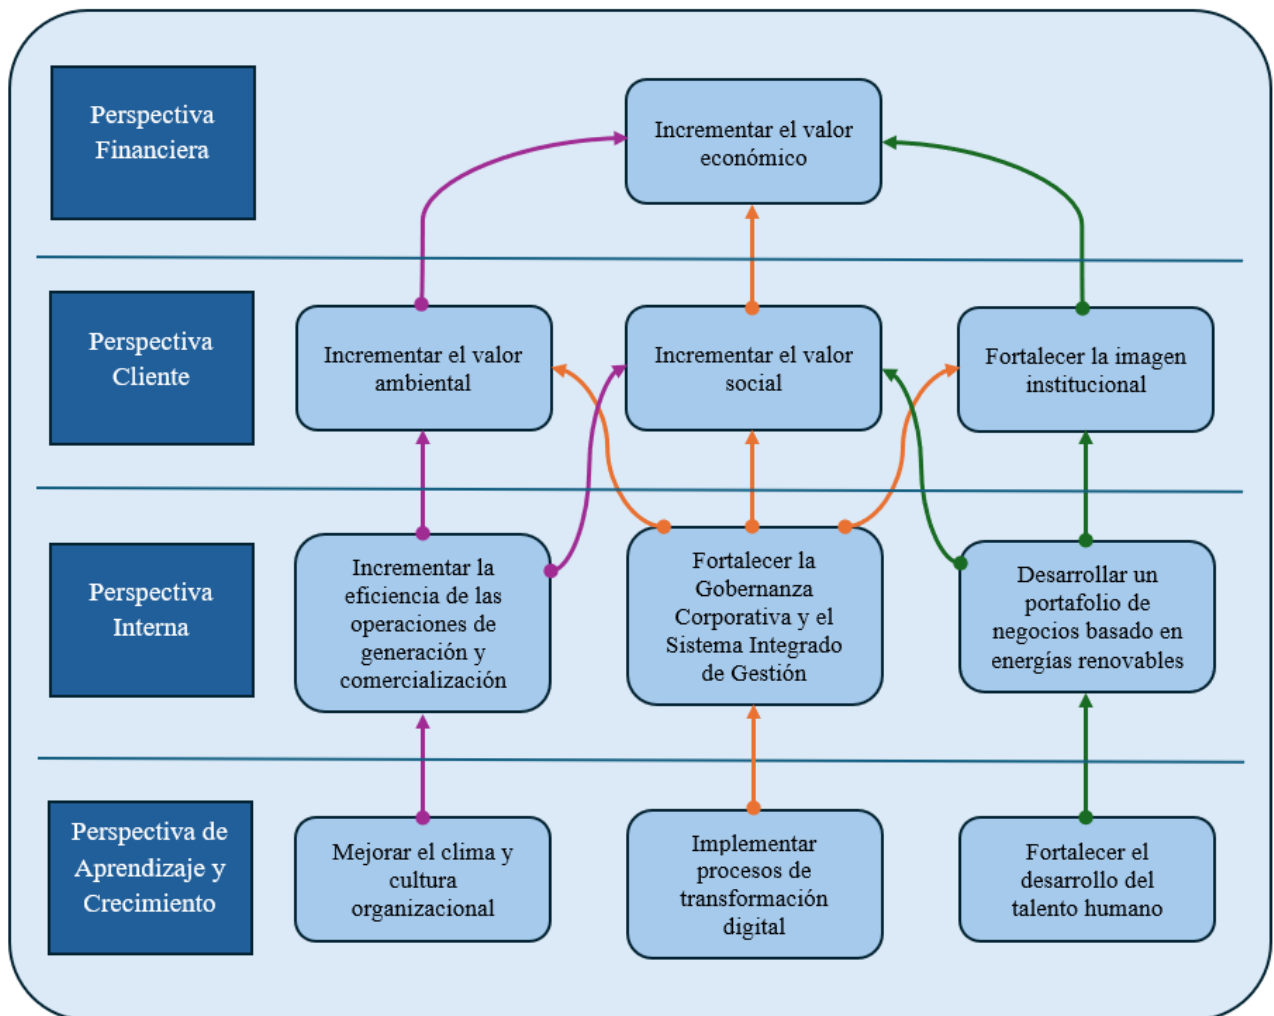 Perspectiva
Financiera
Incrementar el valor
económico
Perspectiva
Cliente
Incrementar el valor
ambiental
Incrementar el valor
social
Fortalecer la imagen
institucional
Perspectiva
Interna
Incrementar la
eficiencia de las
operaciones de
generación y
comercialización
Fortalecer la
Gobernanza
Corporativa y el
Sistema Integrado
de Gestión
Desarrollar un
portafolio de
negocios basado en
energías renovables
Perspectiva de
Aprendizaje y
Crecimiento
Mejorar el clima y
cultura
organizacional
Implementar
procesos de
transformación
digital
Fortalecer el
desarrollo del
talento humano